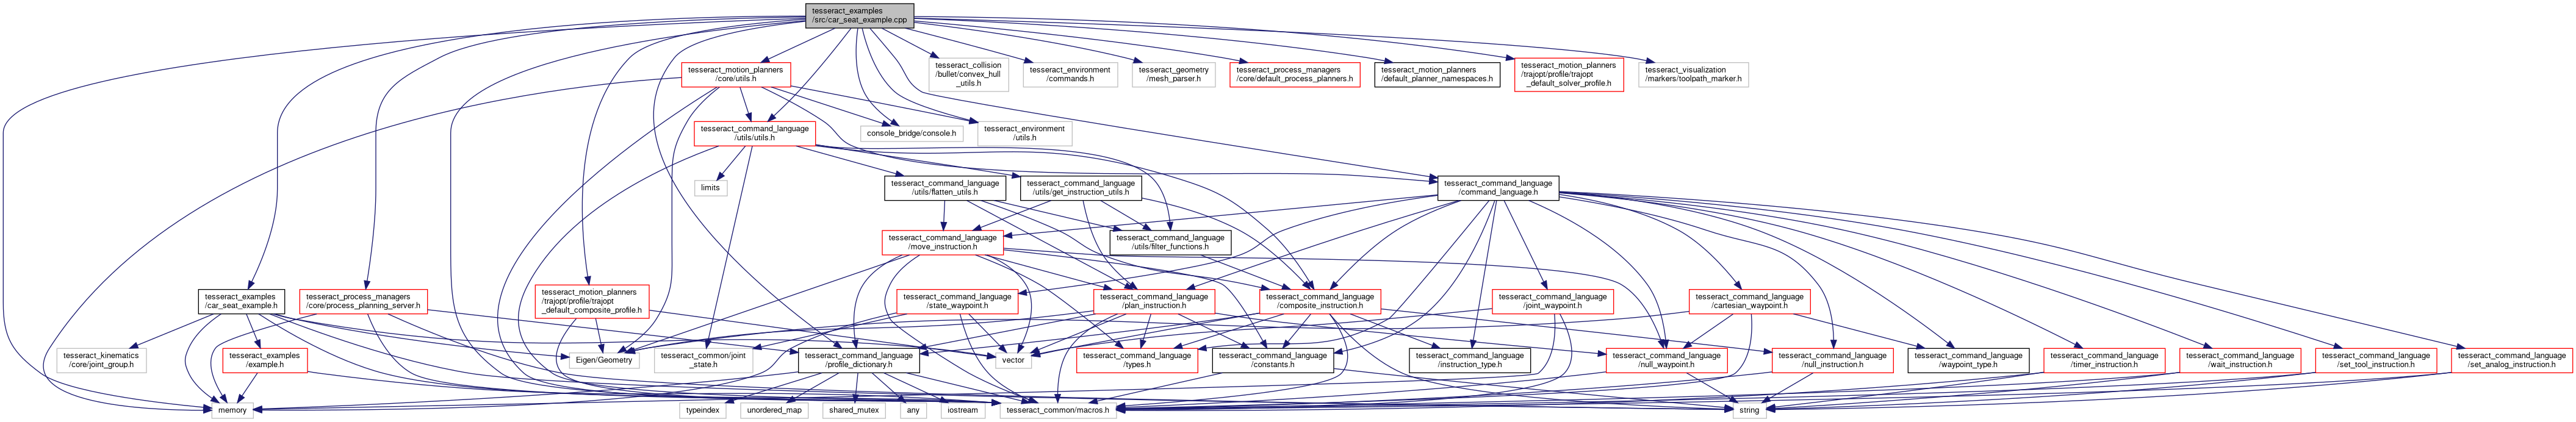 tesseract_examples
/src/car_seat_example.cpp
tesseract_motion_planners
/core/utils.h
tesseract_collision
/bullet/convex_hull
_utils.h
tesseract_environment
/commands.h
tesseract_geometry
/mesh_parser.h
tesseract_process_managers
/core/default_process_planners.h
tesseract_motion_planners
/default_planner_namespaces.h
tesseract_motion_planners
/trajopt/profile/trajopt
_default_solver_profile.h
tesseract_visualization
/markers/toolpath_marker.h
tesseract_command_language
/utils/utils.h
console_bridge/console.h
tesseract_environment
/utils.h
limits
tesseract_command_language
/utils/flatten_utils.h
tesseract_command_language
/utils/get_instruction_utils.h
tesseract_command_language
/command_language.h
tesseract_command_language
/move_instruction.h
tesseract_command_language
/utils/filter_functions.h
tesseract_examples
/car_seat_example.h
tesseract_process_managers
/core/process_planning_server.h
tesseract_motion_planners
/trajopt/profile/trajopt
_default_composite_profile.h
tesseract_command_language
/state_waypoint.h
tesseract_command_language
/plan_instruction.h
tesseract_command_language
/composite_instruction.h
tesseract_command_language
/joint_waypoint.h
tesseract_command_language
/cartesian_waypoint.h
tesseract_kinematics
/core/joint_group.h
tesseract_examples
/example.h
Eigen/Geometry
tesseract_common/joint
_state.h
tesseract_command_language
/profile_dictionary.h
vector
tesseract_command_language
/types.h
tesseract_command_language
/constants.h
tesseract_command_language
/instruction_type.h
tesseract_command_language
/null_waypoint.h
tesseract_command_language
/null_instruction.h
tesseract_command_language
/waypoint_type.h
tesseract_command_language
/timer_instruction.h
tesseract_command_language
/wait_instruction.h
tesseract_command_language
/set_tool_instruction.h
tesseract_command_language
/set_analog_instruction.h
memory
typeindex
unordered_map
shared_mutex
any
iostream
tesseract_common/macros.h
string